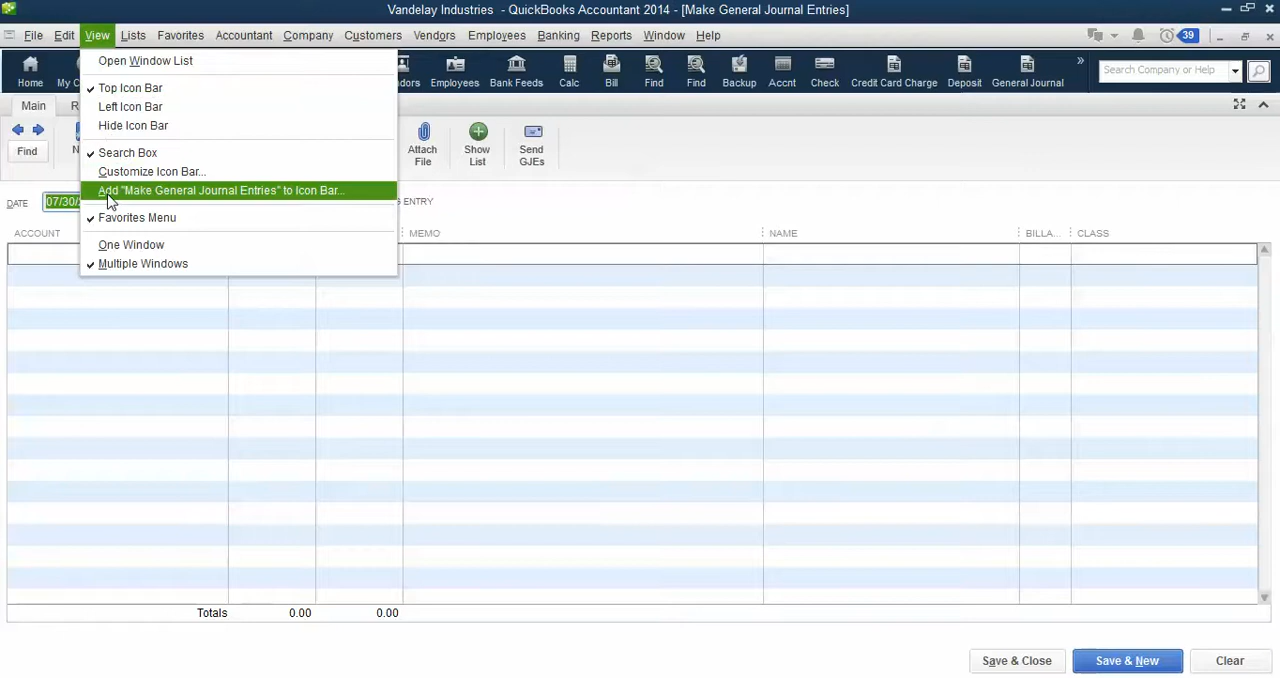 Vandelay Industries - QuickBooks Accountant 2014 - [Make General Journal Entries]
File Edit View Lists Favorites Accountant Company Customers Vendors Employees Banking Reports Window Help
39
Home My C
Employees Bank Feeds Calc Bill Find Find Backup Accnt Check Credit Card Charge Deposit General Journal »
Search Company or Help
Open Window List
Top Icon Bar
Left Icon Bar
Hide Icon Bar
Search Box
Customize Icon Bar...
Add "Make General Journal Entries" to Icon Bar...
Favorites Menu
One Window
Multiple Windows
Main R
Find N
Attach File
Show List
Send GJEs
DATE 07/30/ ENTRY
ACCOUNT MEMO NAME BILLA... CLASS
Totals 0.00 0.00
Save & Close Save & New Clear